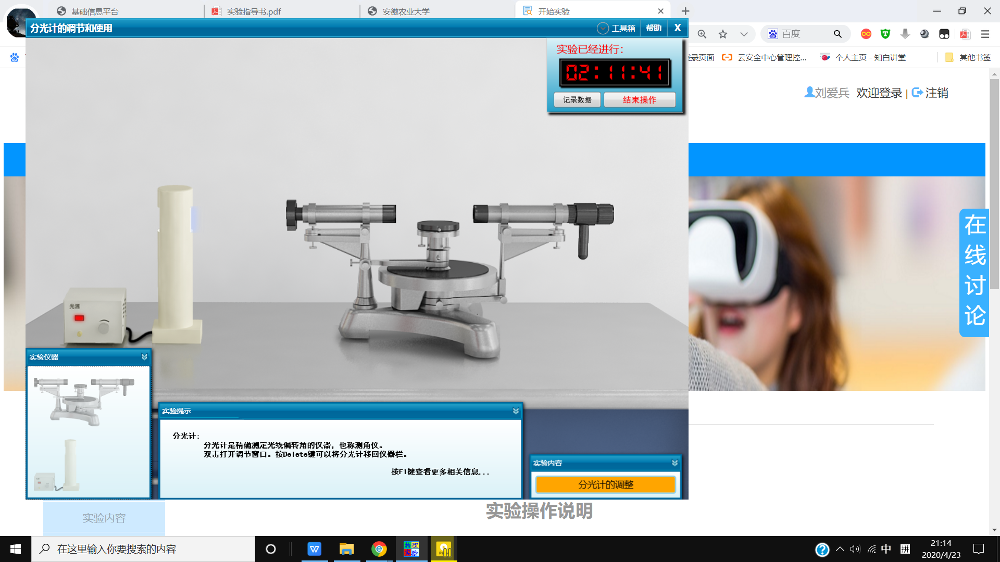 基础信息平台
实验指导书.pdf
安徽农业大学
开始实验
分光计的调节和使用
工具箱
帮助
X
百度
登录页面
云安全中心管理控...
个人主页 - 知白讲堂
其他书签
实验已经进行：
02:11:41
记录数据
结束操作
刘爱兵 欢迎登录 | 注销
在线讨论
光源
实验仪器
实验提示
分光计：
分光计是精确测定光线偏转角的仪器，也称测角仪。
双击打开调节窗口。按Delete键可以将分光计移回仪器栏。
按F1键查看更多相关信息...
实验内容
分光计的调整
实验内容
实验操作说明
在这里输入你要搜索的内容
物理
实验
中
拼
21:14
2020/4/23